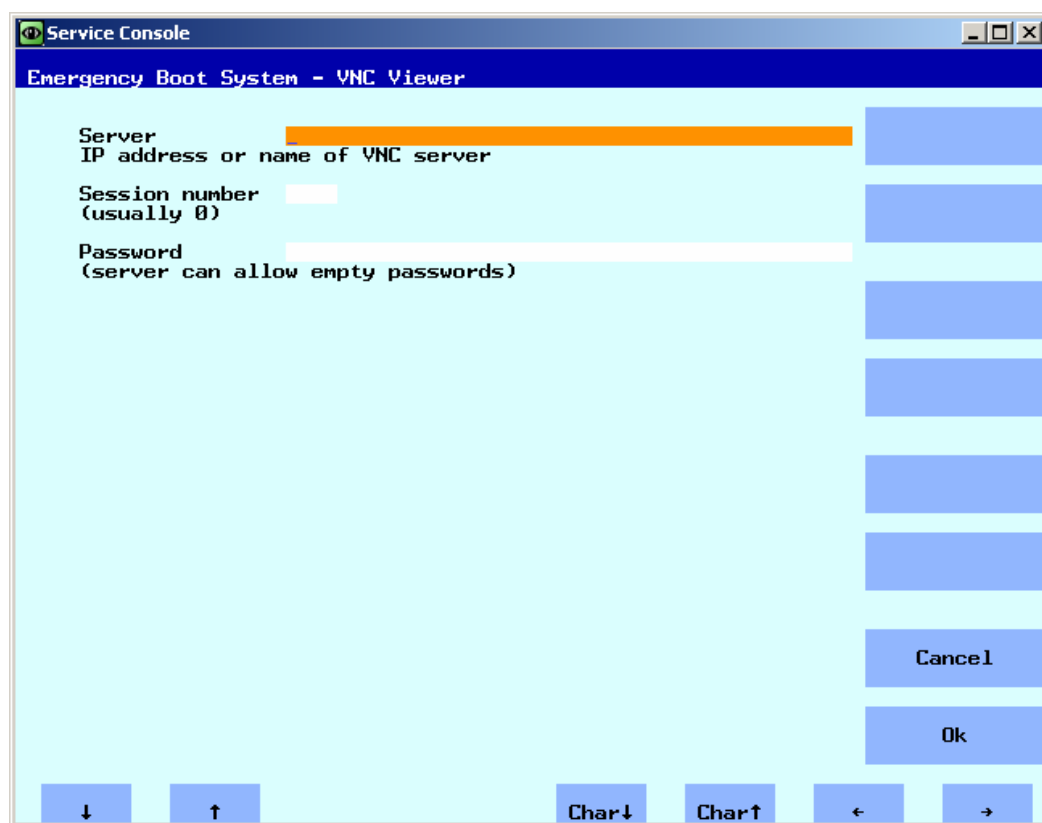 Service Console
Emergency Boot System - VNC Viewer
Server
IP address or name of VNC server
Session number
(usually 0)
Password
(server can allow empty passwords)
Cancel
Ok
↓ ↑ Char↓ Char↑ ← →